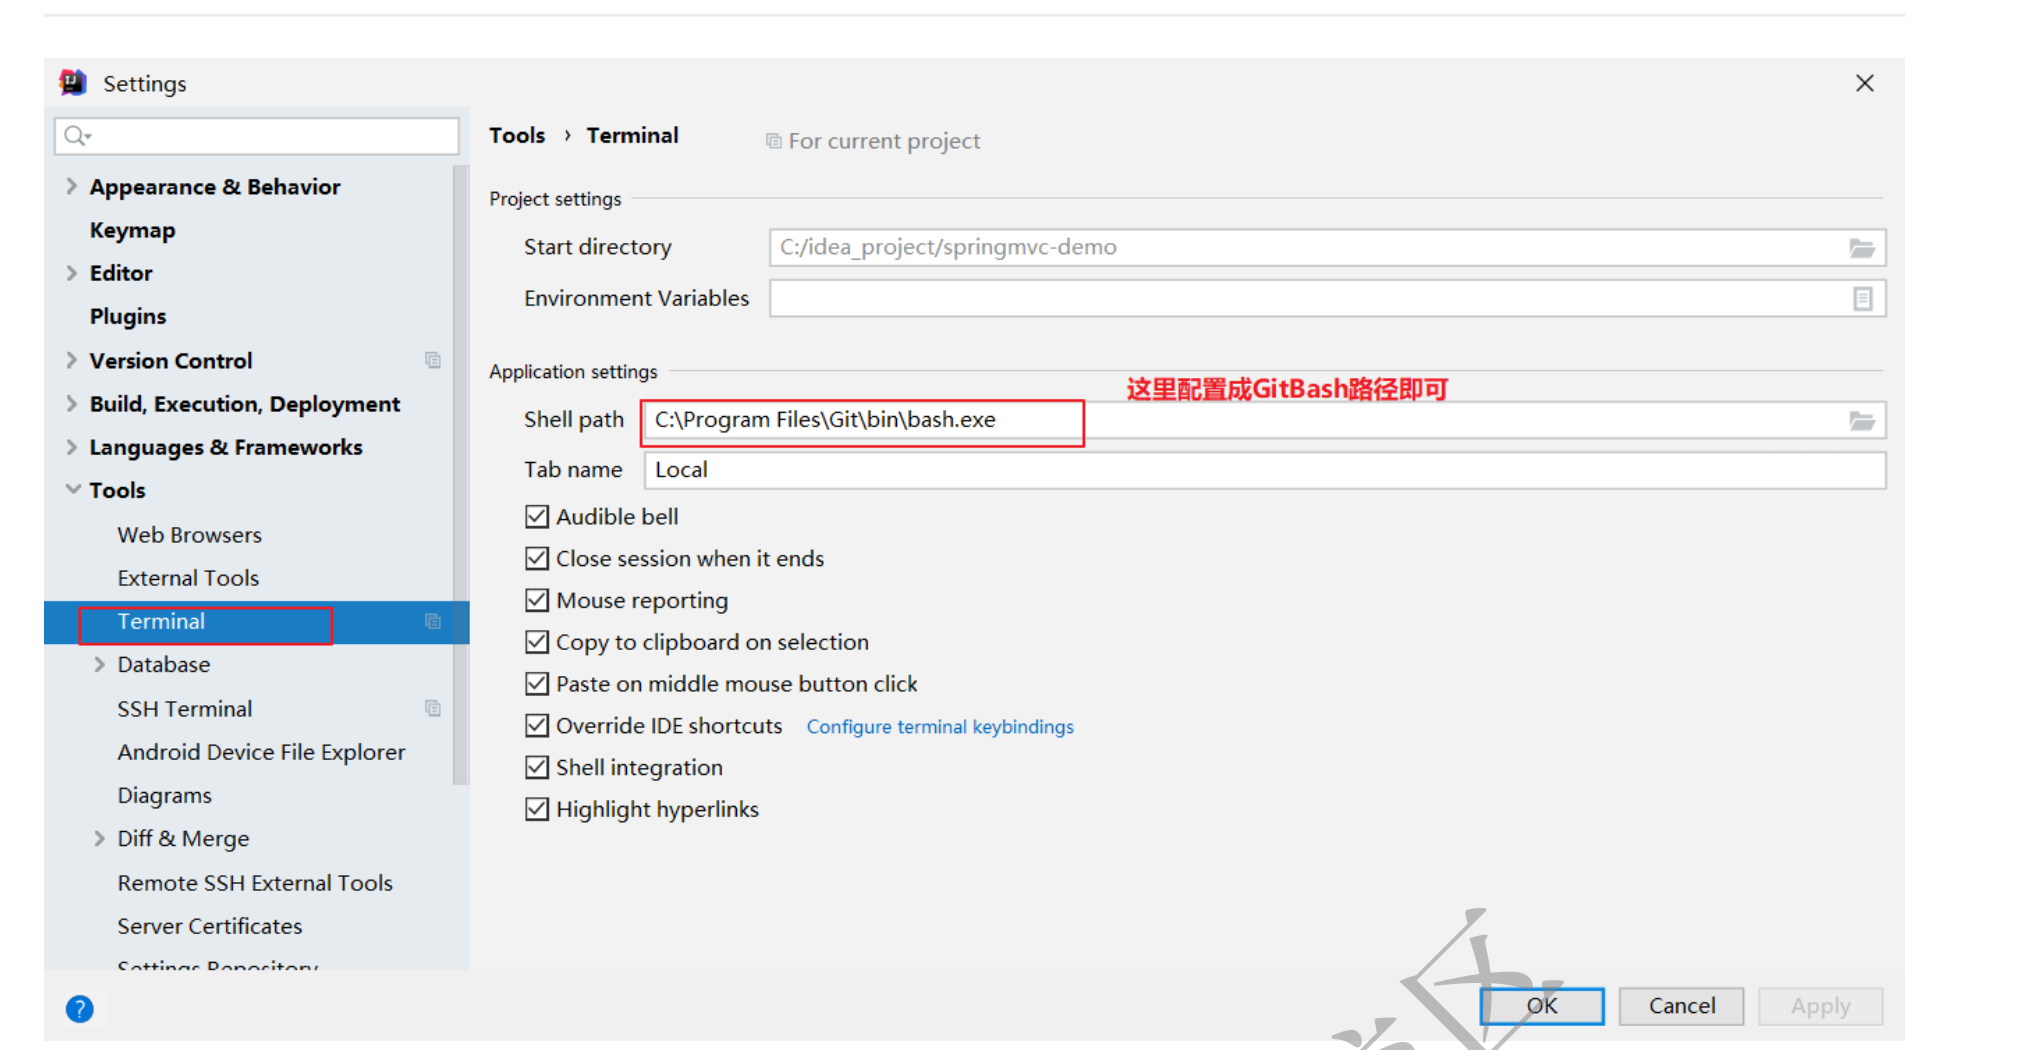 Settings
Tools › Terminal
For current project
Appearance & Behavior
Keymap
Editor
Plugins
Version Control
Build, Execution, Deployment
Languages & Frameworks
Tools
Web Browsers
External Tools
Terminal
Database
SSH Terminal
Android Device File Explorer
Diagrams
Diff & Merge
Remote SSH External Tools
Server Certificates
Settings Repository
Project settings
Start directory C:/idea_project/springmvc-demo
Environment Variables
Application settings
这里配置成GitBash路径即可
Shell path C:\Program Files\Git\bin\bash.exe
Tab name Local
Audible bell
Close session when it ends
Mouse reporting
Copy to clipboard on selection
Paste on middle mouse button click
Override IDE shortcuts Configure terminal keybindings
Shell integration
Highlight hyperlinks
?
OK Cancel Apply